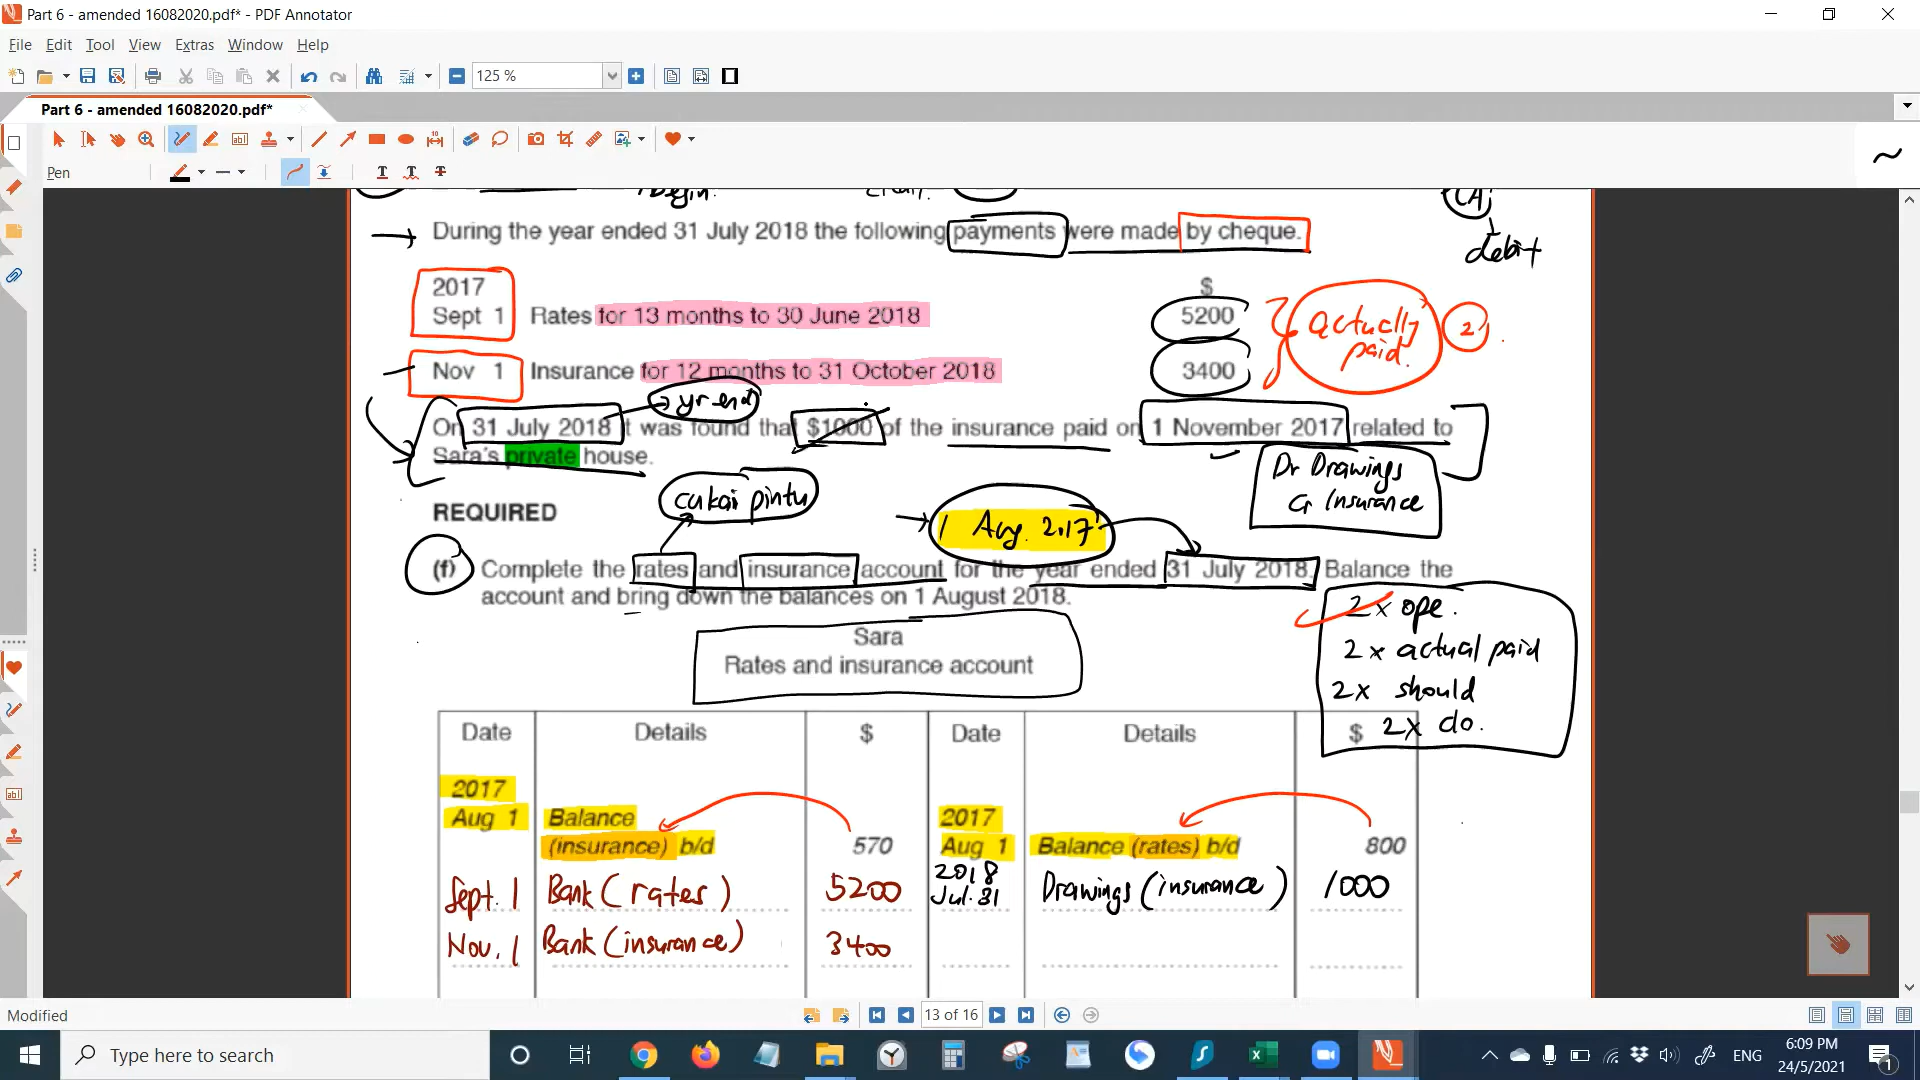 Part 6 - amended 16082020.pdf* - PDF Annotator
File Edit Tool View Extras Window Help
125 %
Part 6 - amended 16082020.pdf*
Pen
begin.
(A)
debit
During the year ended 31 July 2018 the following payments were made by cheque.
2017 $
Sept 1 Rates for 13 months to 30 June 2018 5200
actually paid. 2
Nov 1 Insurance for 12 months to 31 October 2018 3400
yr end
On 31 July 2018 it was found that $1000 of the insurance paid on 1 November 2017 related to
Sara's private house.
Dr Drawings
Cr Insurance
cukai pintu
REQUIRED
1 Aug. 2017
(f) Complete the rates and insurance account for the year ended 31 July 2018. Balance the
account and bring down the balances on 1 August 2018.
2x ope.
2x actual paid
2x should
2x do.
Sara
Rates and insurance account
Date Details $ Date Details $
2017
Aug 1 Balance 2017
(insurance) b/d 570 Aug 1 Balance (rates) b/d 800
Sept. 1 Bank (rates) 5200 2018 Jul. 31 Drawings (insurance) 1000
Nov. 1 Bank (insurance) 3400
Modified
13 of 16
Type here to search
ENG
6:09 PM
24/5/2021
1